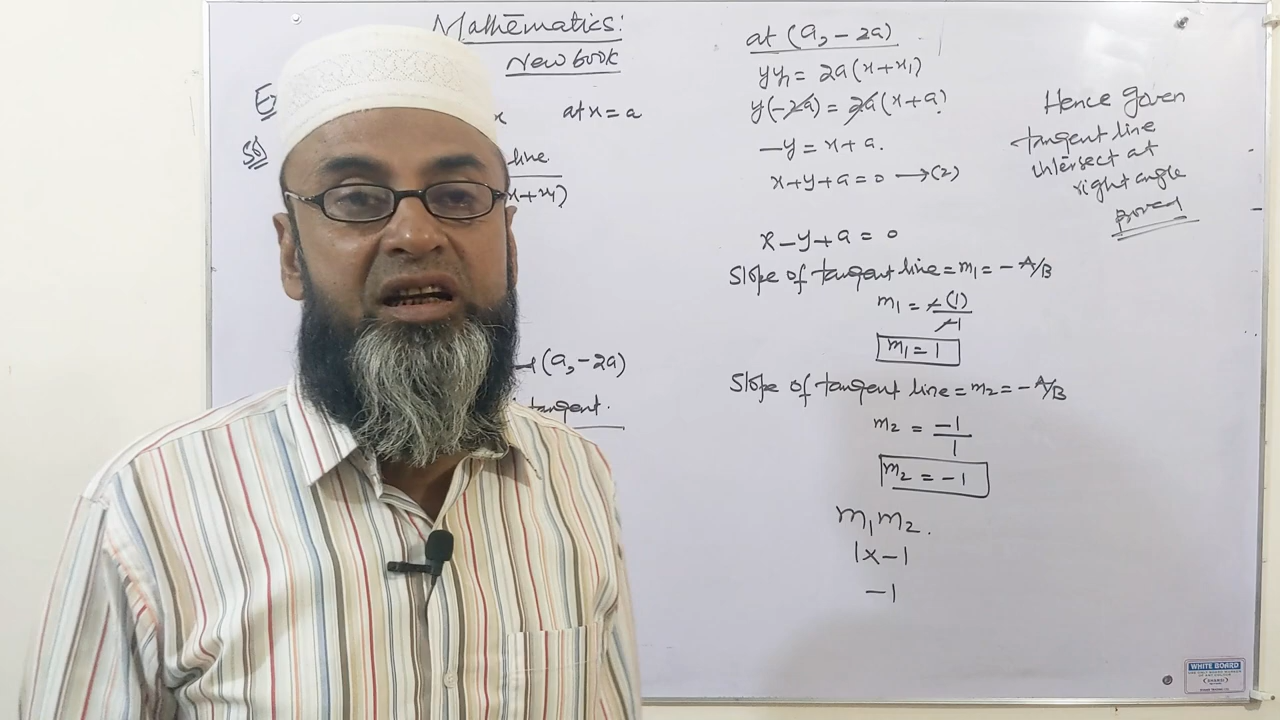 Mathematics:
New book
x at x = a
line
x+x1)
(a, -2a)
tangent.
at (a, -2a)
yy1 = 2a(x+x1)
y(-2a) = 2a(x+a)
-y = x+a.
x+y+a = 0 →(2)
x-y+a = 0
Slope of tangent line = m1 = -A/B
m1 = -(1)/-1
m1 = 1
Slope of tangent line = m2 = -A/B
m2 = -1/1
m2 = -1
m1m2.
1x-1
-1
Hence given
tangent line
intersect at
right angle
proved
WHITE BOARD